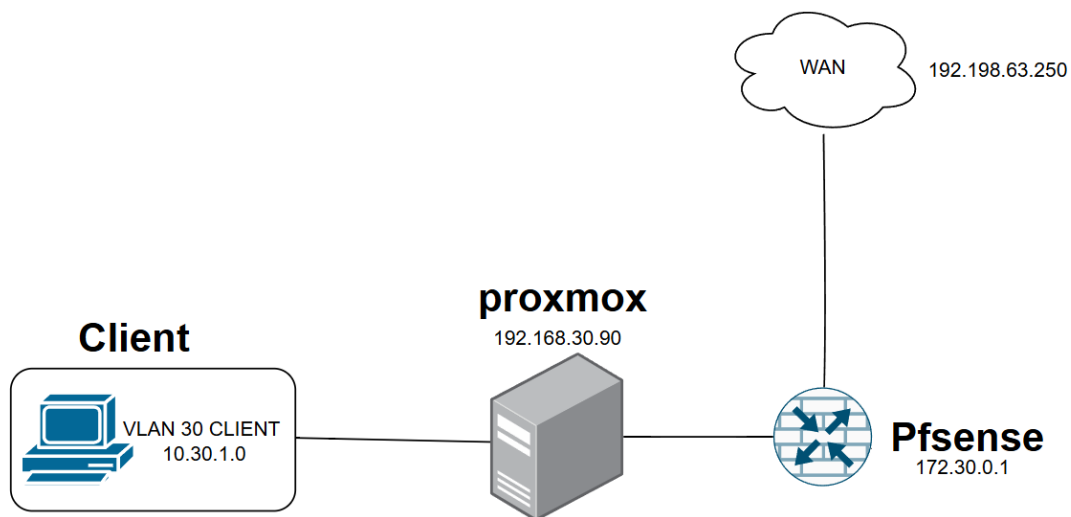 WAN
192.198.63.250
proxmox
192.168.30.90
Client
VLAN 30 CLIENT
10.30.1.0
Pfsense
172.30.0.1